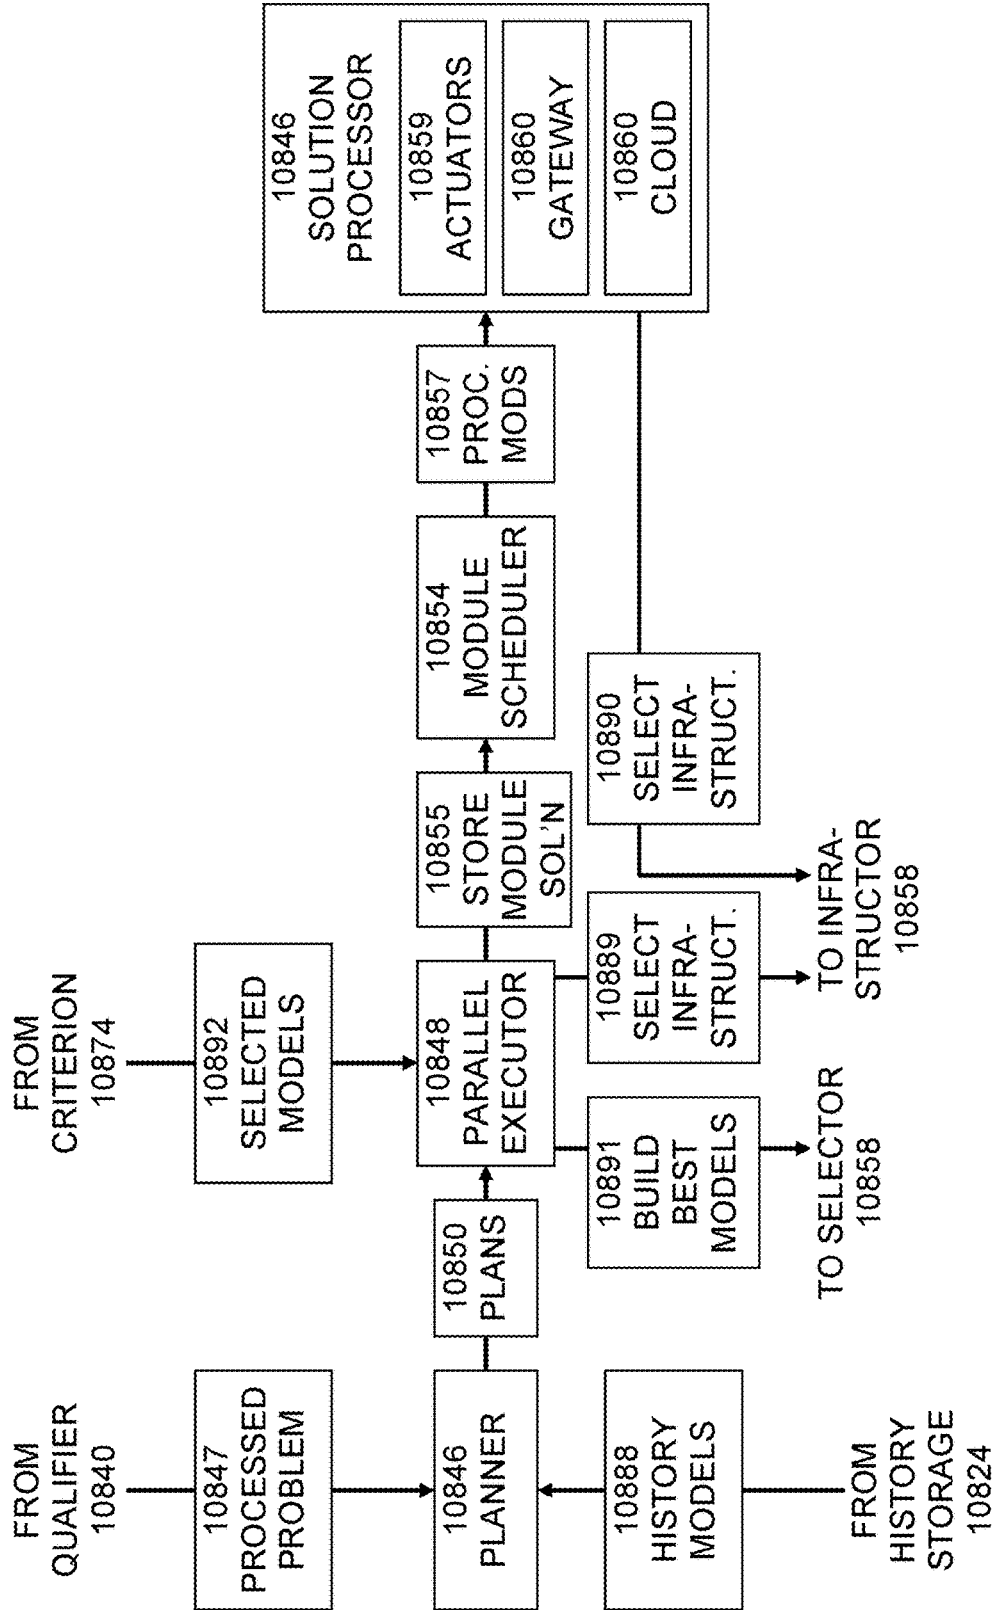 FROM
QUALIFIER
10840
10847
PROCESSED
PROBLEM
10846
PLANNER
10888
HISTORY
MODELS
FROM
HISTORY
STORAGE
10824
10850
PLANS
FROM
CRITERION
10874
10892
SELECTED
MODELS
10848
PARALLEL
EXECUTOR
10891
BUILD
BEST
MODELS
TO SELECTOR
10858
10889
SELECT
INFRA-
STRUCT.
10855
STORE
MODULE
SOL'N
10890
SELECT
INFRA-
STRUCT.
TO INFRA-
STRUCTOR
10858
10854
MODULE
SCHEDULER
10857
PROC.
MODS
10846
SOLUTION
PROCESSOR
10859
ACTUATORS
10860
GATEWAY
10860
CLOUD